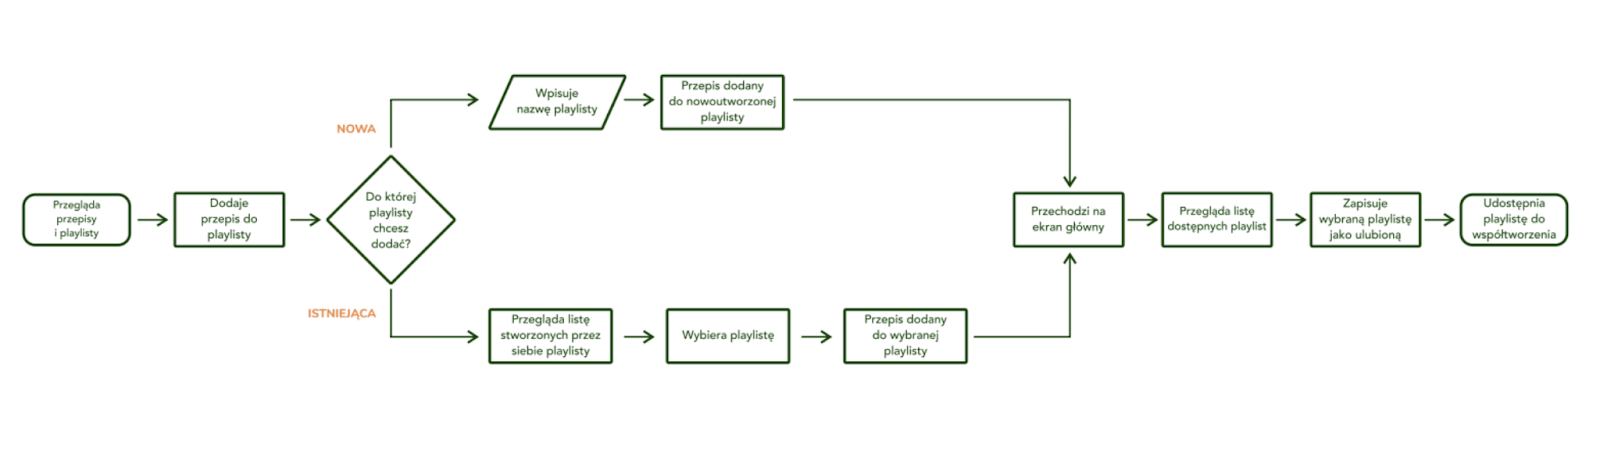 Przegląda
przepisy
i playlisty
Dodaje
przepis do
playlisty
Do której
playlisty
chcesz
dodać?
NOWA
Wpisuje
nazwę playlisty
Przepis dodany
do nowoutworzonej
playlisty
ISTNIEJĄCA
Przegląda listę
stworzonych przez
siebie playlisty
Wybiera playlistę
Przepis dodany
do wybranej
playlisty
Przechodzi na
ekran główny
Przegląda listę
dostępnych playlist
Zapisuje
wybraną playlistę
jako ulubioną
Udostępnia
playlistę do
współtworzenia